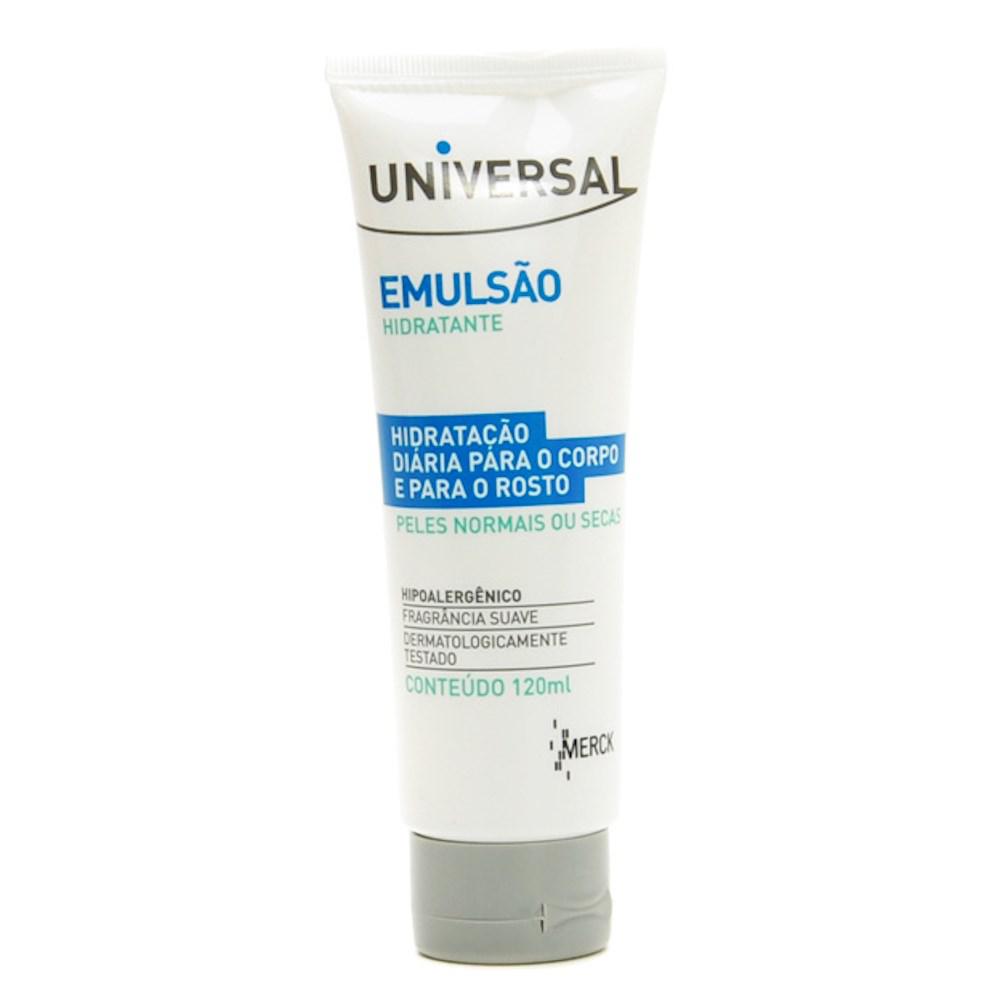 UNiVERSAL
EMULSÃO
HIDRATANTE
HIDRATAÇÃO
DIÁRIA PARA O CORPO
E PARA O ROSTO
PELES NORMAIS OU SECAS
HIPOALERGÊNICO
FRAGRÂNCIA SUAVE
DERMATOLOGICAMENTE
TESTADO
CONTEÚDO 120ml
MERCK